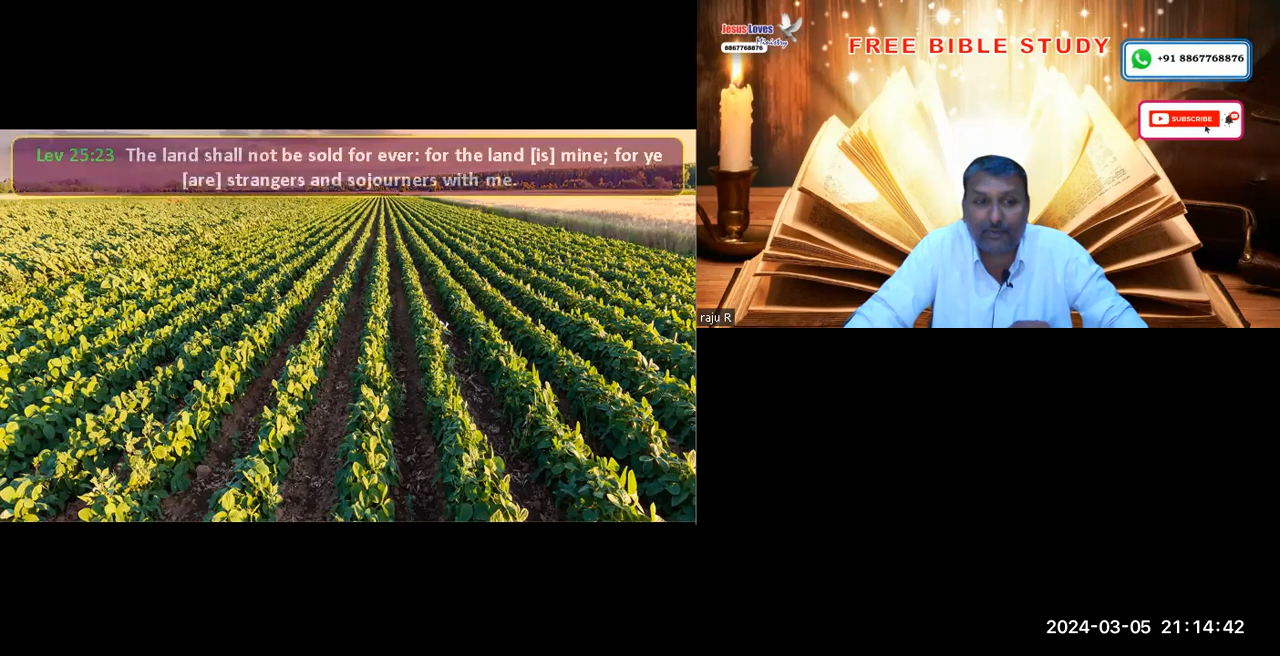 Lev 25:23 The land shall not be sold for ever: for the land [is] mine; for ye
[are] strangers and sojourners with me.
Jesus Loves
Ministry
8867768876
FREE BIBLE STUDY
+91 8867768876
SUBSCRIBE
raju R
2024-03-05 21:14:42